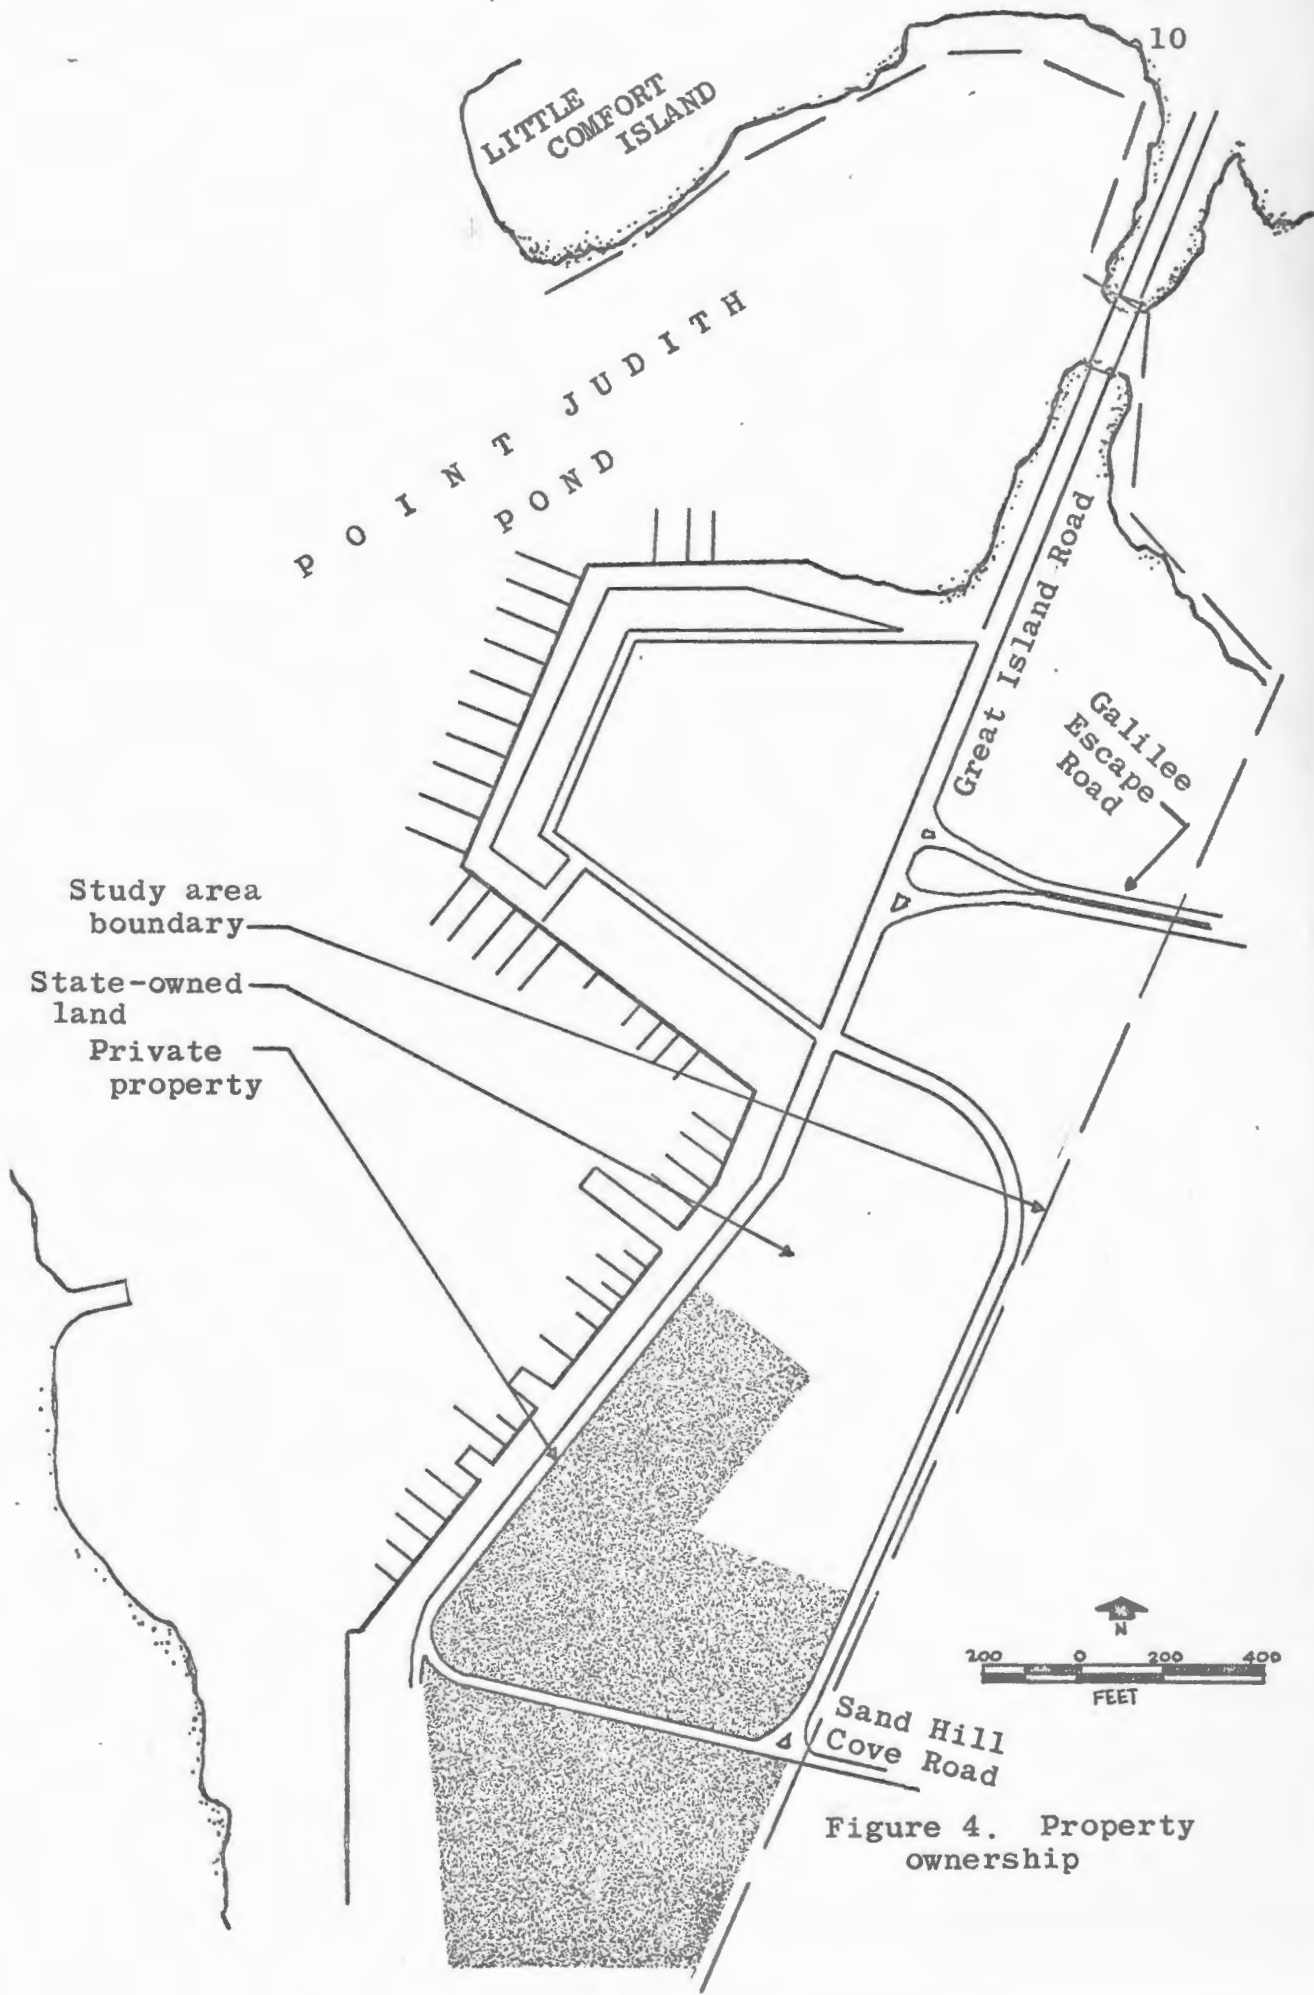 10
LITTLE
COMFORT
ISLAND
POINT JUDITH
POND
Great Island Road
Galilee
Escape
Road
Study area
boundary
State-owned
land
Private
property
N
200 0 200 400
FEET
Sand Hill
Cove Road
Figure 4. Property
ownership